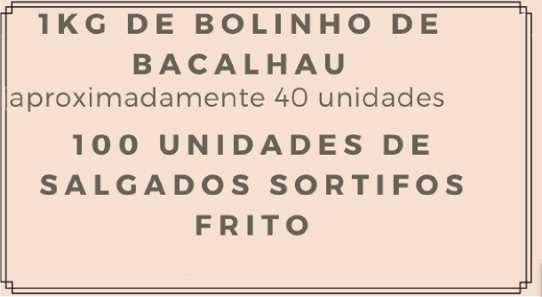 1KG DE BOLINHO DE
BACALHAU
aproximadamente 40 unidades
100 UNIDADES DE
SALGADOS SORTIFOS
FRITO